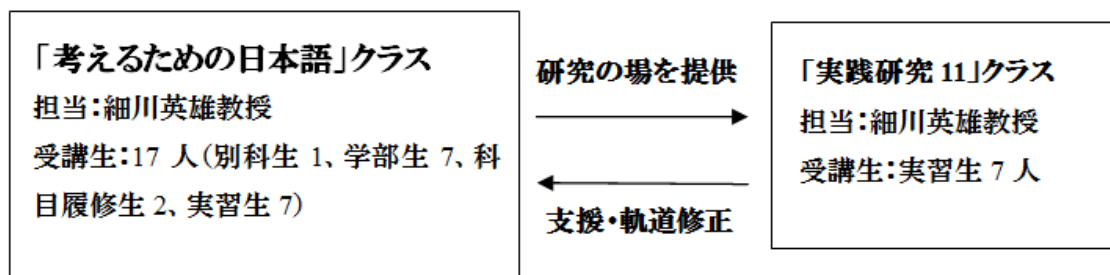 「考えるための日本語」クラス
担当：細川英雄教授
受講生：17 人（別科生 1、学部生 7、科
目履修生 2、実習生 7）
研究の場を提供
支援・軌道修正
「実践研究 11」クラス
担当：細川英雄教授
受講生：実習生 7 人